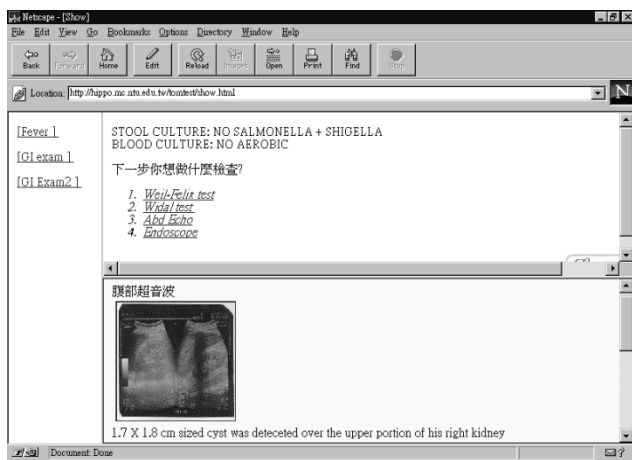 Netscape - [Show]
File Edit View Go Bookmarks Options Directory Window Help
Back Forward Home Edit Reload Images Open Print Find Stop
Location: http://hippo.mc.ntu.edu.tw/tomtest/show.html
N
[Fever ]
[GI exam ]
[GI Exam2 ]
STOOL CULTURE: NO SALMONELLA + SHIGELLA
BLOOD CULTURE: NO AEROBIC
下一步你想做什麼檢查?
1. Weil-Felix test
2. Widal test
3. Abd Echo
4. Endoscope
腹部超音波
1.7 X 1.8 cm sized cyst was deteceted over the upper portion of his right kidney
Document: Done